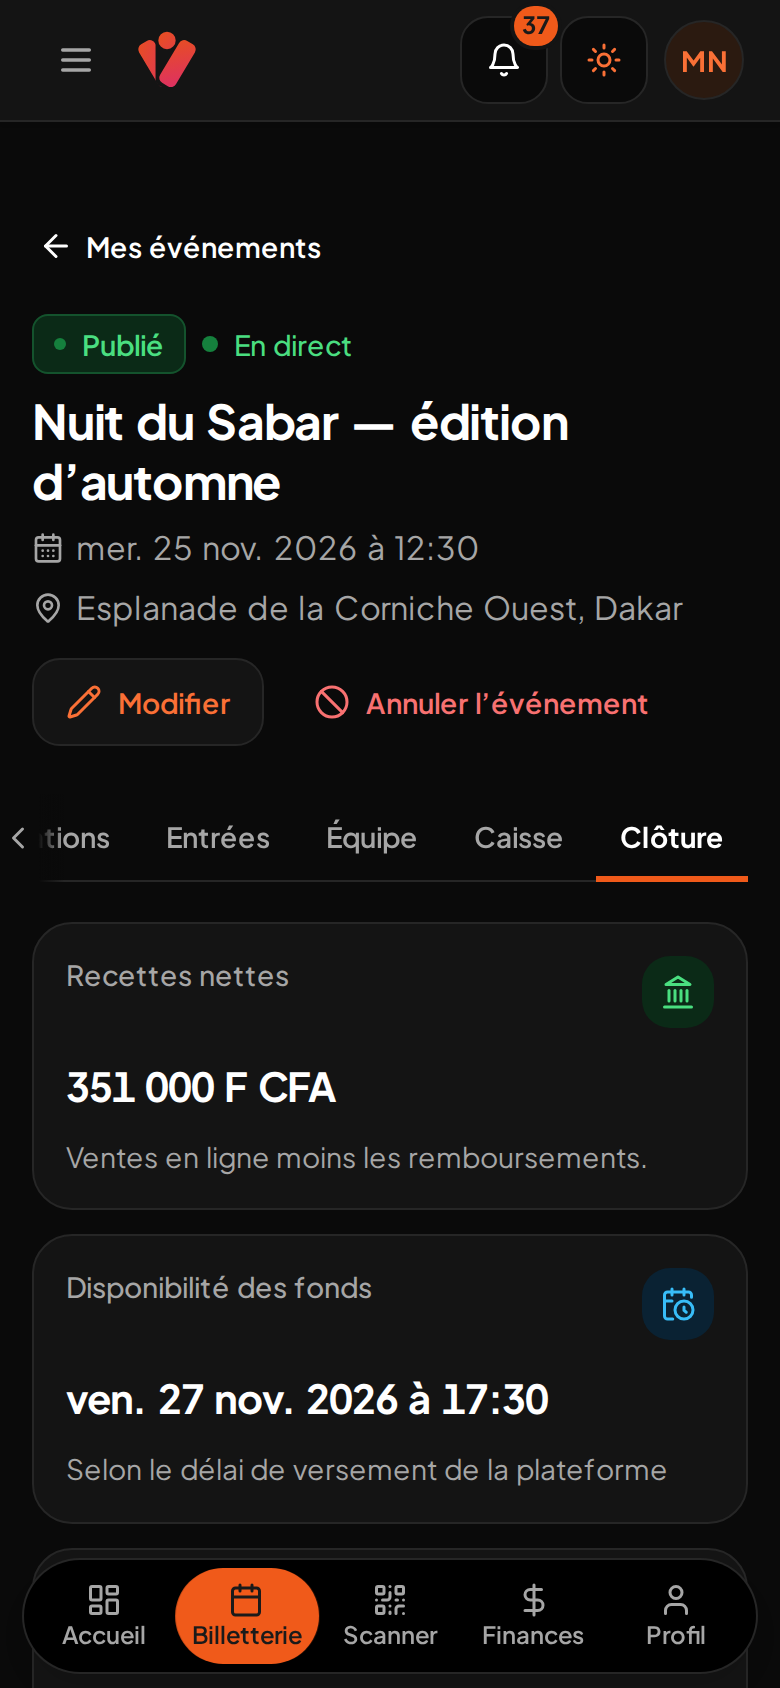 37
MN
Mes événements
Publié
En direct
Nuit du Sabar — édition
d’automne
mer. 25 nov. 2026 à 12:30
Esplanade de la Corniche Ouest, Dakar
Modifier
Annuler l’événement
tions
Entrées
Équipe
Caisse
Clôture
Recettes nettes
351 000 F CFA
Ventes en ligne moins les remboursements.
Disponibilité des fonds
ven. 27 nov. 2026 à 17:30
Selon le délai de versement de la plateforme
Accueil
Billetterie
Scanner
Finances
Profil